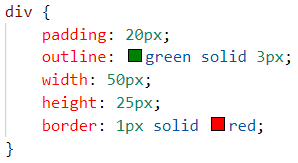 div {
    padding: 20px;
    outline: green solid 3px;
    width: 50px;
    height: 25px;
    border: 1px solid red;
}